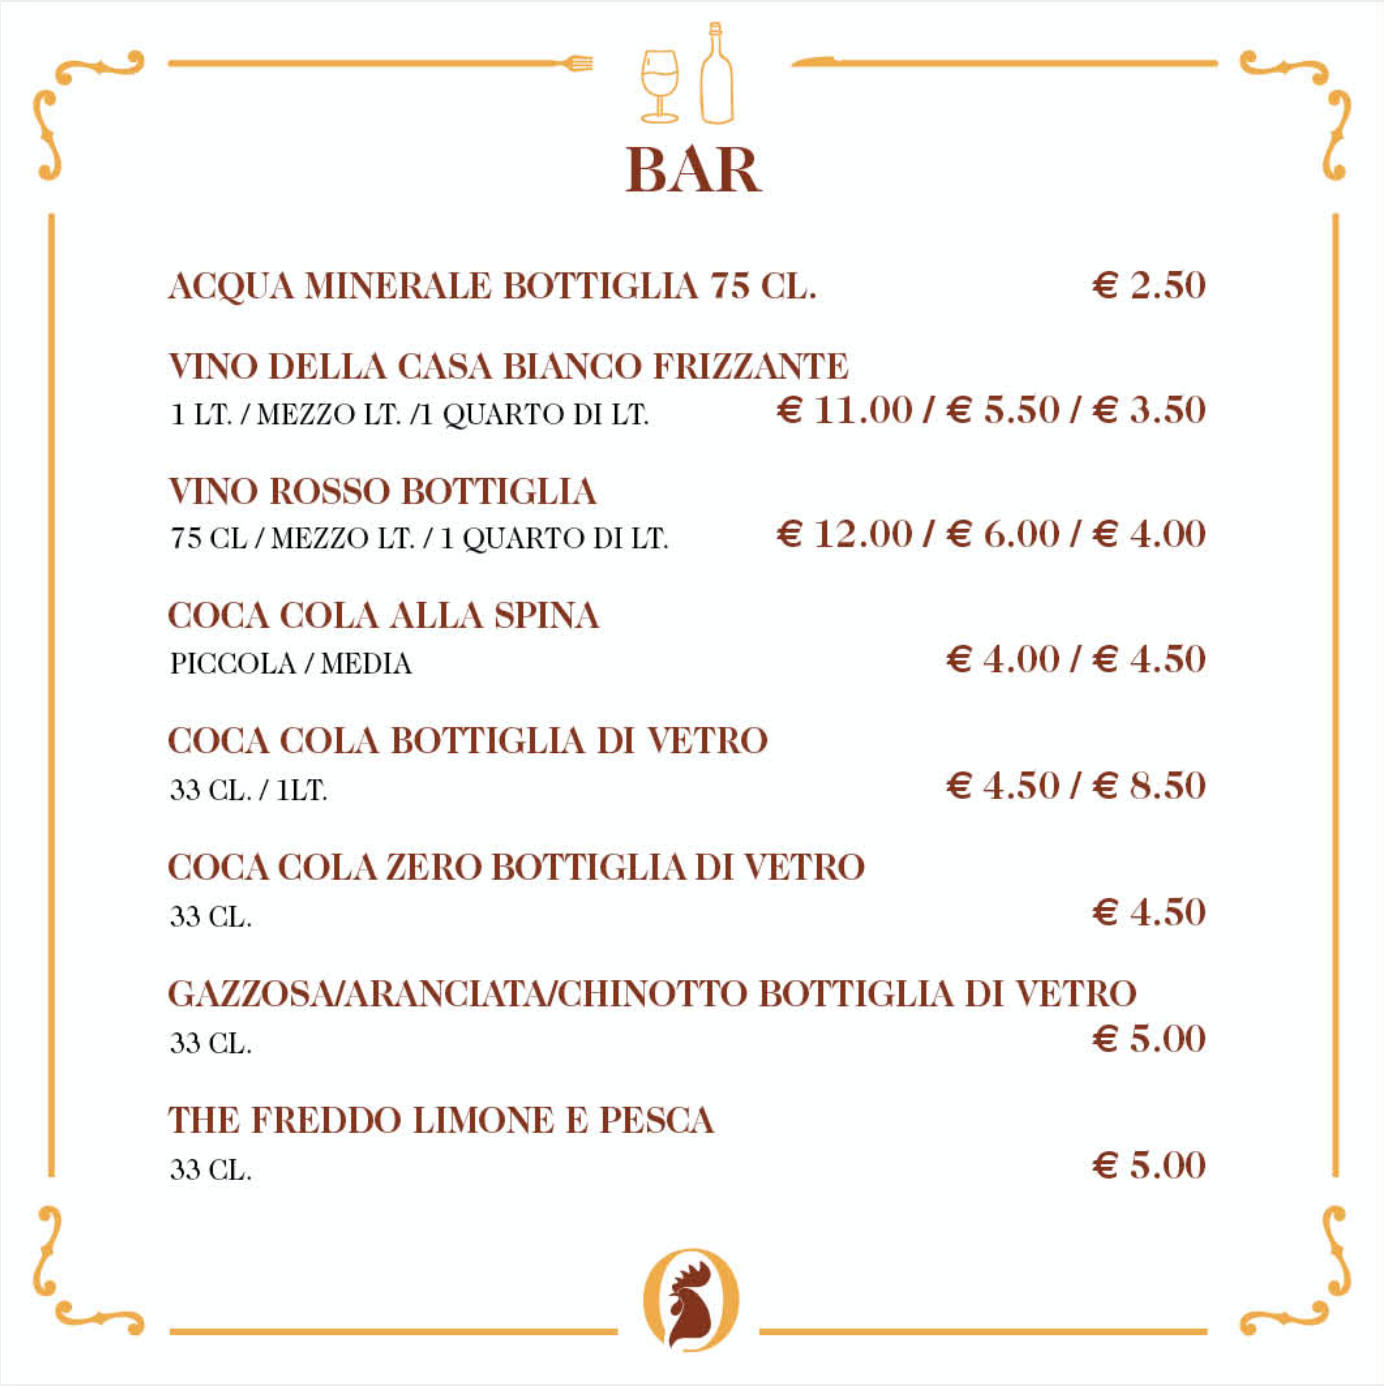 BAR
ACQUA MINERALE BOTTIGLIA 75 CL. € 2.50
VINO DELLA CASA BIANCO FRIZZANTE
1 LT. / MEZZO LT. /1 QUARTO DI LT. € 11.00 / € 5.50 / € 3.50
VINO ROSSO BOTTIGLIA
75 CL / MEZZO LT. / 1 QUARTO DI LT. € 12.00 / € 6.00 / € 4.00
COCA COLA ALLA SPINA
PICCOLA / MEDIA € 4.00 / € 4.50
COCA COLA BOTTIGLIA DI VETRO
33 CL. / 1LT. € 4.50 / € 8.50
COCA COLA ZERO BOTTIGLIA DI VETRO
33 CL. € 4.50
GAZZOSA/ARANCIATA/CHINOTTO BOTTIGLIA DI VETRO
33 CL. € 5.00
THE FREDDO LIMONE E PESCA
33 CL. € 5.00